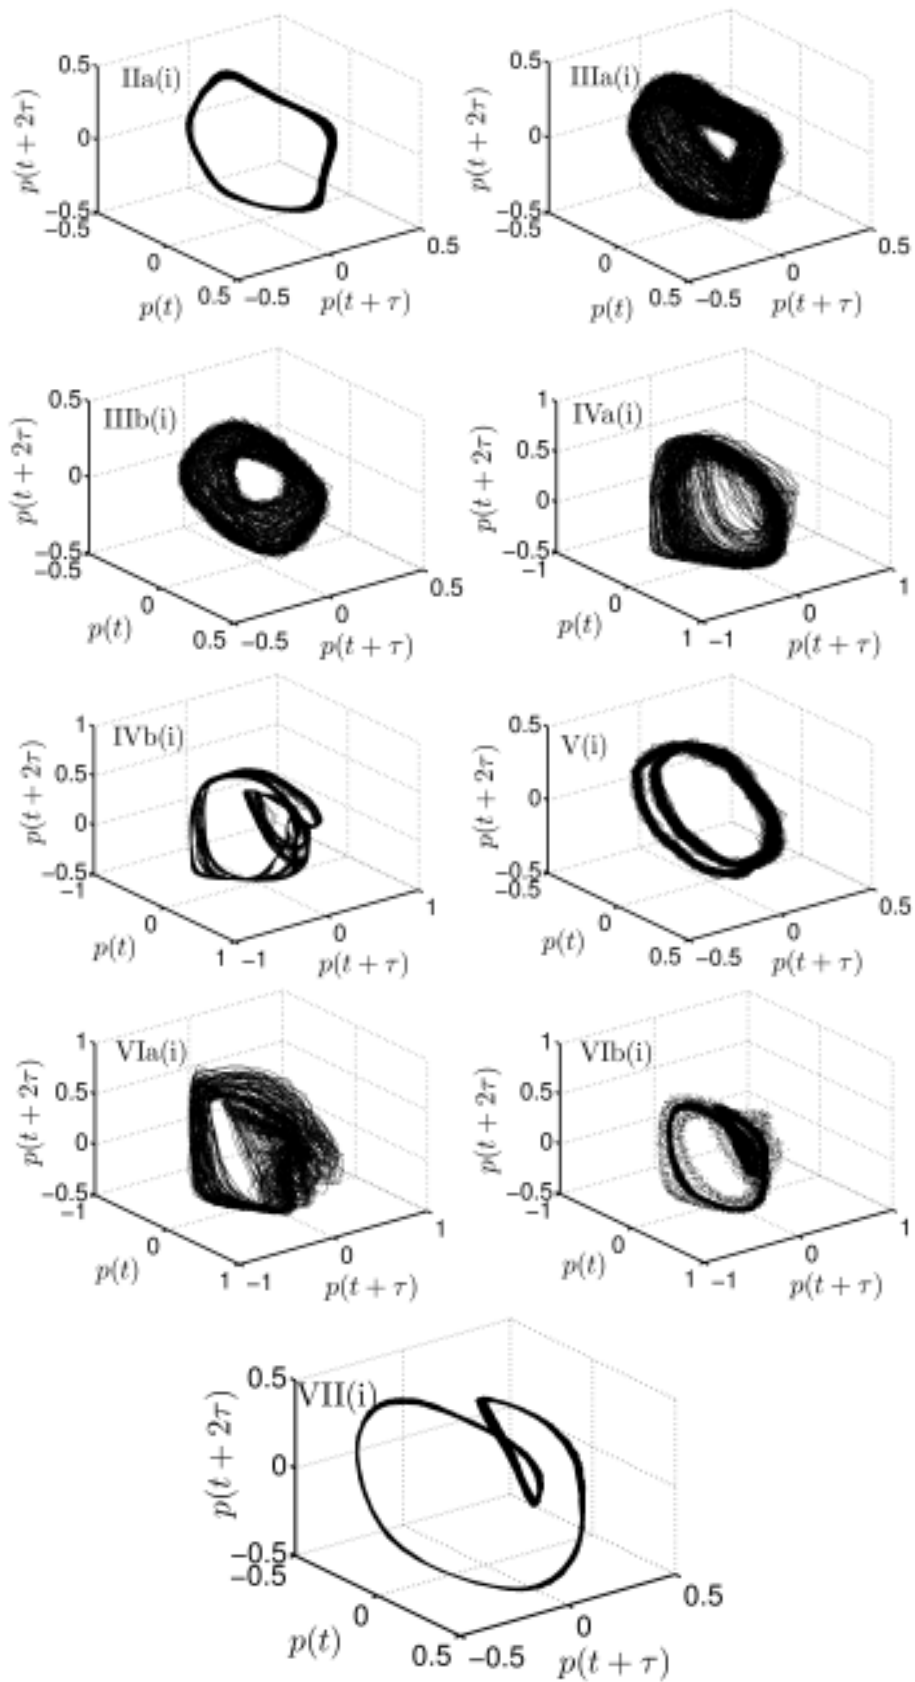 IIa(i)
p(t + 2τ)
0.5
0
−0.5
−0.5
0
0.5
p(t)
−0.5
0
0.5
p(t + τ)
IIIa(i)
p(t + 2τ)
0.5
0
−0.5
−0.5
0
0.5
p(t)
−0.5
0
0.5
p(t + τ)
IIIb(i)
p(t + 2τ)
0.5
0
−0.5
−0.5
0
0.5
p(t)
−0.5
0
0.5
p(t + τ)
IVa(i)
p(t + 2τ)
1
0.5
0
−0.5
−1
0
1
p(t)
−1
0
1
p(t + τ)
IVb(i)
p(t + 2τ)
1
0.5
0
−0.5
−1
0
1
p(t)
−1
0
1
p(t + τ)
V(i)
p(t + 2τ)
0.5
0
−0.5
−0.5
0
0.5
p(t)
−0.5
0
0.5
p(t + τ)
VIa(i)
p(t + 2τ)
1
0.5
0
−0.5
−1
0
1
p(t)
−1
0
1
p(t + τ)
VIb(i)
p(t + 2τ)
1
0.5
0
−0.5
−1
0
1
p(t)
−1
0
1
p(t + τ)
VII(i)
p(t + 2τ)
0.5
0
−0.5
−0.5
0
0.5
p(t)
−0.5
0
0.5
p(t + τ)